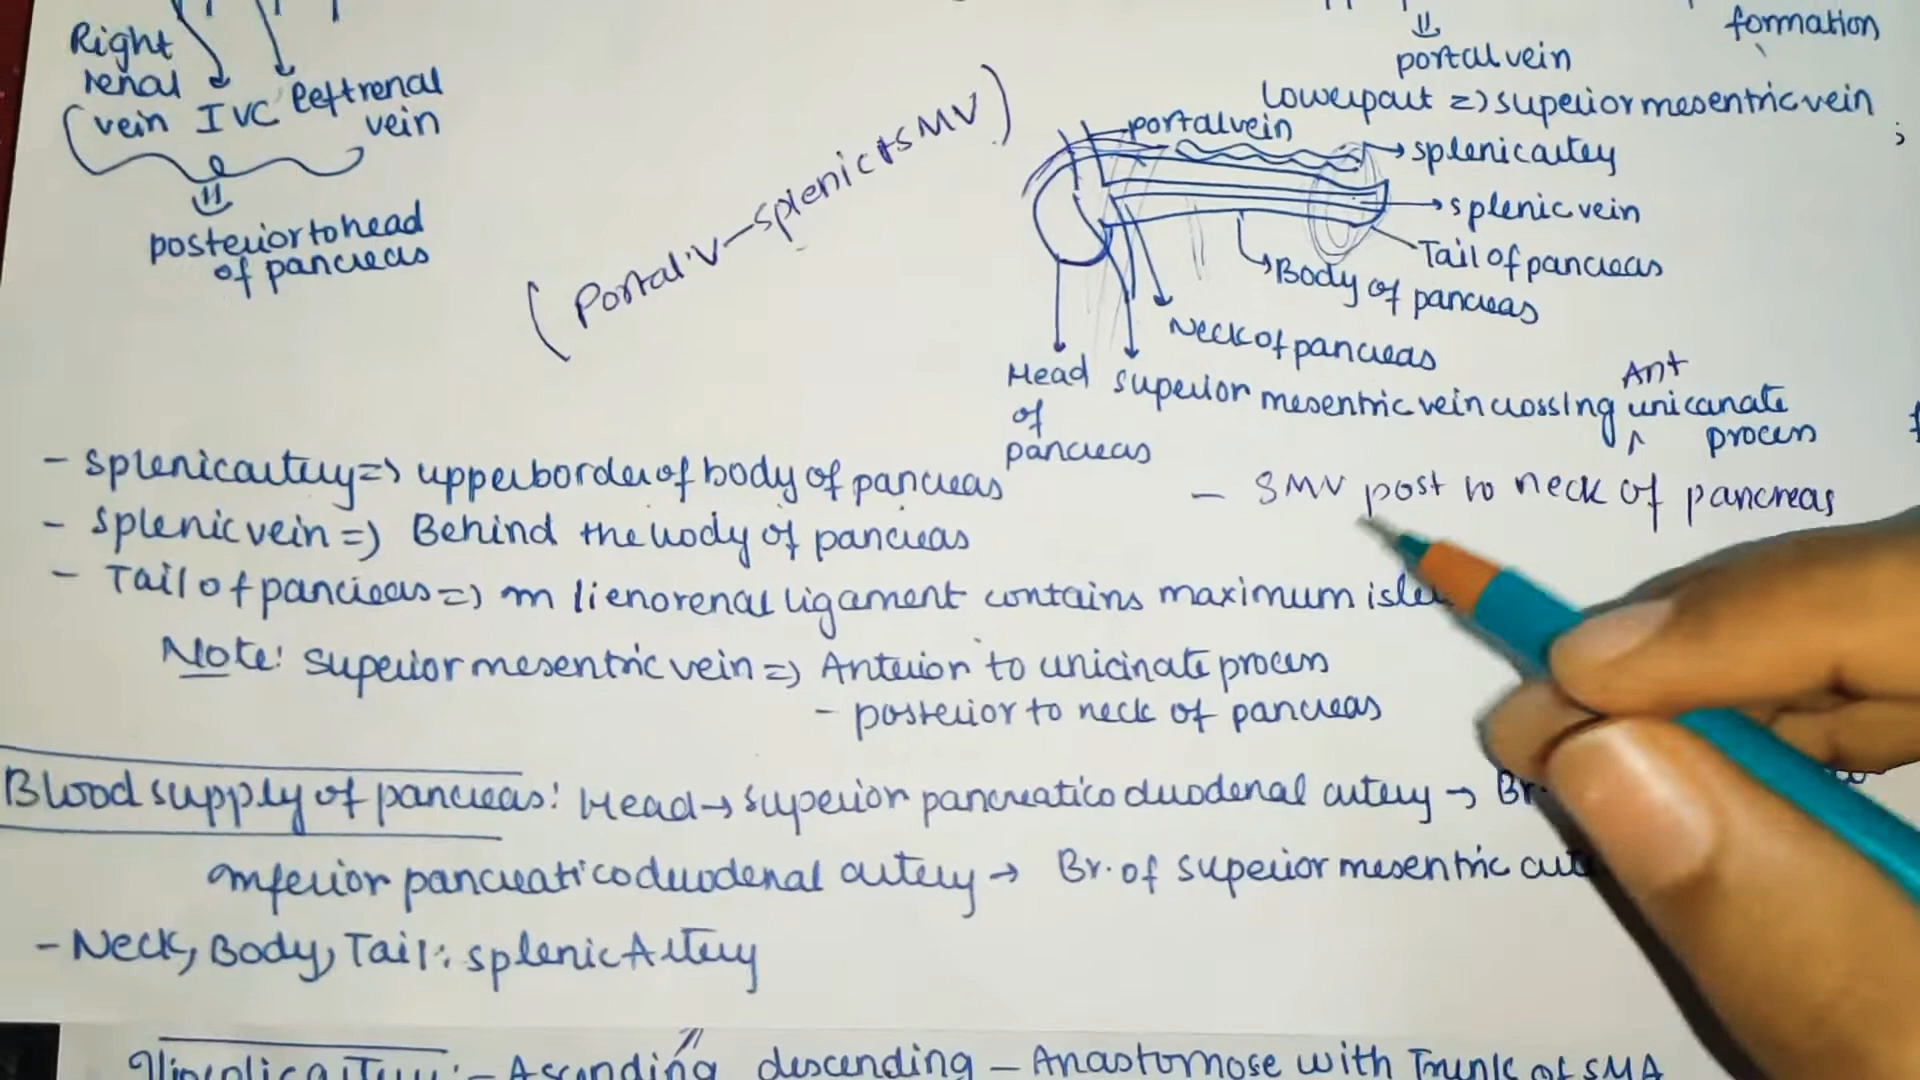 Right
renal
vein IVC left renal
vein
posterior to head
of pancreas
(Portal.v - splenic + SMV)
formation
portal vein
Lower part => superior mesentric vein
;
portal vein
splenic artery
splenic vein
Tail of pancreas
Body of pancreas
Neck of pancreas
Head
of
pancreas
superior mesentric vein crossing unicanate
Ant
process
- SMV post to neck of pancreas
- splenic artery => upper border of body of pancreas
- splenic vein => Behind the body of pancreas
- Tail of pancreas => in lienorenal ligament contains maximum
Note: superior mesentric vein => Anterior to unicinate process
- posterior to neck of pancreas
Blood supply of pancreas: Head → superior pancreatico duodenal artery → Br.
inferior pancreaticoduodenal artery → Br. of superior mesentric
- Neck, Body, Tail: splenic Artery
- Ascending descending - Anastomose with Trunk of SMA